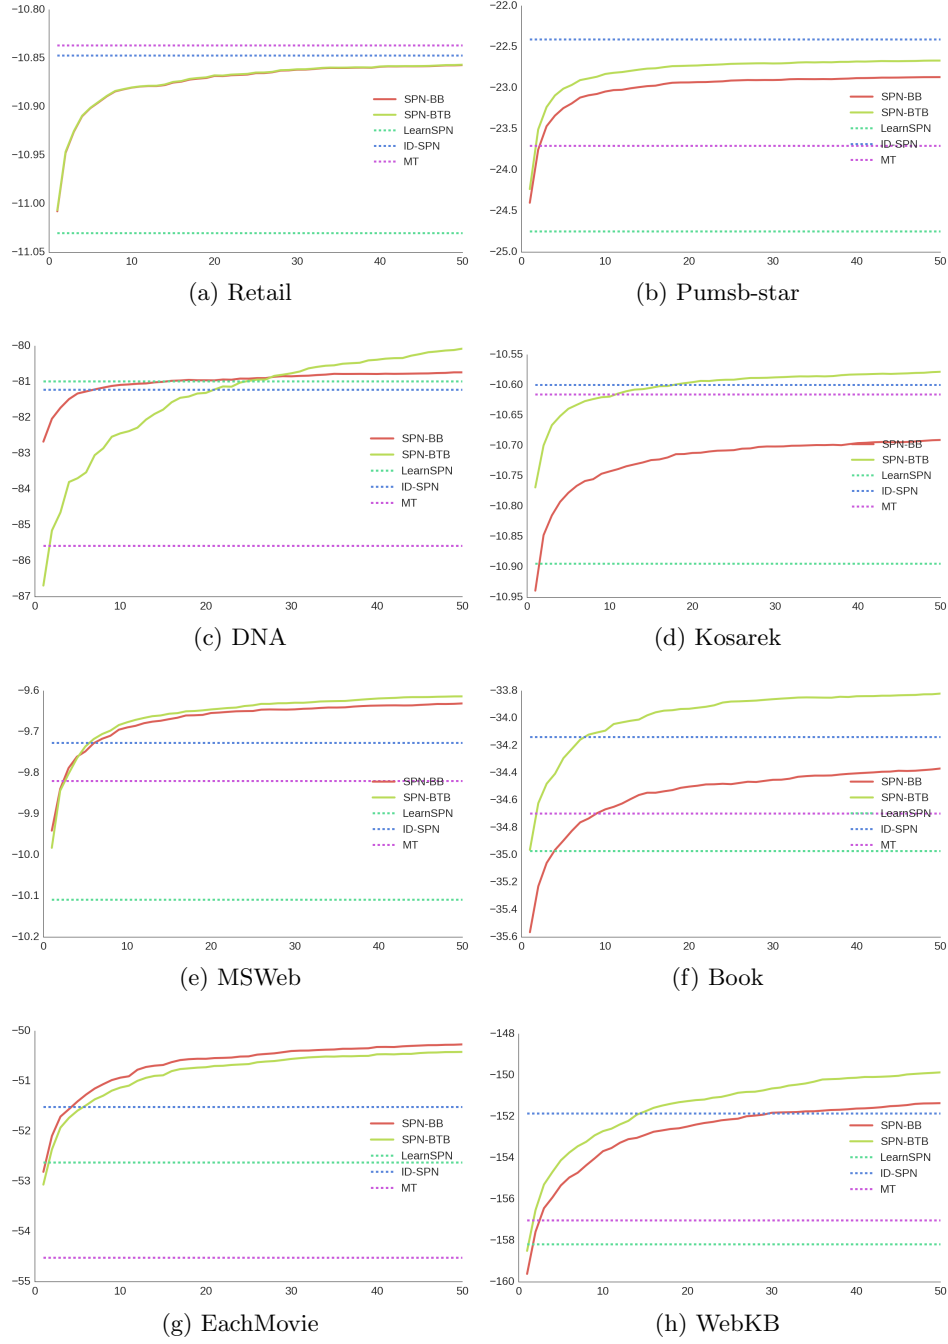 −10.80
−10.85
−10.90
−10.95
−11.00
−11.05
0 10 20 30 40 50
SPN-BB
SPN-BTB
LearnSPN
ID-SPN
MT
(a) Retail
−22.0
−22.5
−23.0
−23.5
−24.0
−24.5
−25.0
0 10 20 30 40 50
SPN-BB
SPN-BTB
LearnSPN
ID-SPN
MT
(b) Pumsb-star
−80
−81
−82
−83
−84
−85
−86
−87
0 10 20 30 40 50
SPN-BB
SPN-BTB
LearnSPN
ID-SPN
MT
(c) DNA
−10.55
−10.60
−10.65
−10.70
−10.75
−10.80
−10.85
−10.90
−10.95
0 10 20 30 40 50
SPN-BB
SPN-BTB
LearnSPN
ID-SPN
MT
(d) Kosarek
−9.6
−9.7
−9.8
−9.9
−10.0
−10.1
−10.2
0 10 20 30 40 50
SPN-BB
SPN-BTB
LearnSPN
ID-SPN
MT
(e) MSWeb
−33.8
−34.0
−34.2
−34.4
−34.6
−34.8
−35.0
−35.2
−35.4
−35.6
0 10 20 30 40 50
SPN-BB
SPN-BTB
LearnSPN
ID-SPN
MT
(f) Book
−50
−51
−52
−53
−54
−55
0 10 20 30 40 50
SPN-BB
SPN-BTB
LearnSPN
ID-SPN
MT
(g) EachMovie
−148
−150
−152
−154
−156
−158
−160
0 10 20 30 40 50
SPN-BB
SPN-BTB
LearnSPN
ID-SPN
MT
(h) WebKB